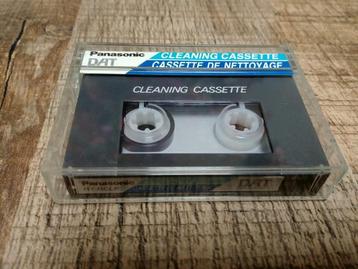 Panasonic CLEANING CASSETTE
DAT CASSETTE DE NETTOYAGE
CLEANING CASSETTE
Panasonic DAT